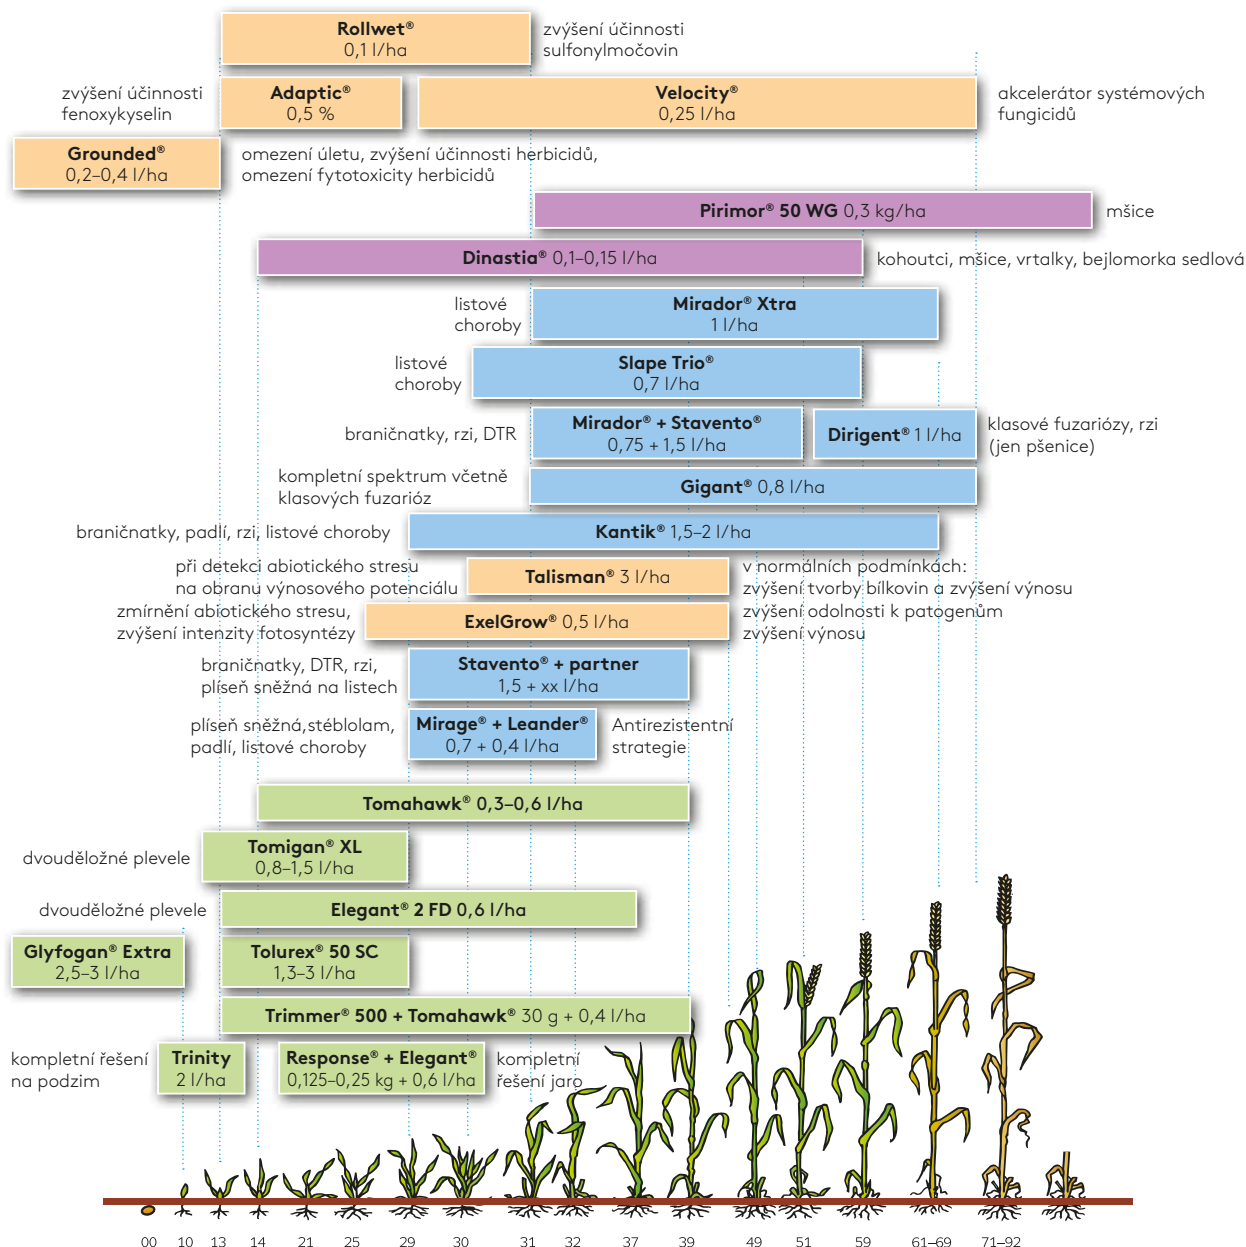 Rollwet®
0,1 l/ha
zvýšení účinnosti
sulfonylmočovin
zvýšení účinnosti
fenoxykyselin
Adaptic®
0,5 %
Velocity®
0,25 l/ha
akcelerátor systémových
fungicidů
Grounded®
0,2–0,4 l/ha
omezení úletu, zvýšení účinnosti herbicidů,
omezení fytotoxicity herbicidů
Pirimor® 50 WG 0,3 kg/ha
mšice
Dinastia® 0,1–0,15 l/ha
kohoutci, mšice, vrtalky, bejlomorka sedlová
listové
choroby
Mirador® Xtra
1 l/ha
listové
choroby
Slape Trio®
0,7 l/ha
braničnatky, rzi, DTR
Mirador® + Stavento®
0,75 + 1,5 l/ha
Dirigent® 1 l/ha
klasové fuzariózy, rzi
(jen pšenice)
kompletní spektrum včetně
klasových fuzarióz
Gigant® 0,8 l/ha
braničnatky, padlí, rzi, listové choroby
Kantik® 1,5–2 l/ha
při detekci abiotického stresu
na obranu výnosového potenciálu
Talisman® 3 l/ha
v normálních podmínkách:
zvýšení tvorby bílkovin a zvýšení výnosu
zmírnění abiotického stresu,
zvýšení intenzity fotosyntézy
ExelGrow® 0,5 l/ha
zvýšení odolnosti k patogenům
zvýšení výnosu
braničnatky, DTR, rzi,
plíseň sněžná na listech
Stavento® + partner
1,5 + xx l/ha
plíseň sněžná,stéblolam,
padlí, listové choroby
Mirage® + Leander®
0,7 + 0,4 l/ha
Antirezistentní
strategie
Tomahawk® 0,3–0,6 l/ha
dvouděložné plevele
Tomigan® XL
0,8–1,5 l/ha
dvouděložné plevele
Elegant® 2 FD 0,6 l/ha
Glyfogan® Extra
2,5–3 l/ha
Tolurex® 50 SC
1,3–3 l/ha
Trimmer® 500 + Tomahawk® 30 g + 0,4 l/ha
kompletní řešení
na podzim
Trinity
2 l/ha
Response® + Elegant®
0,125–0,25 kg + 0,6 l/ha
kompletní
řešení jaro
00 10 13 14 21 25 29 30 31 32 37 39 49 51 59 61–69 71–92